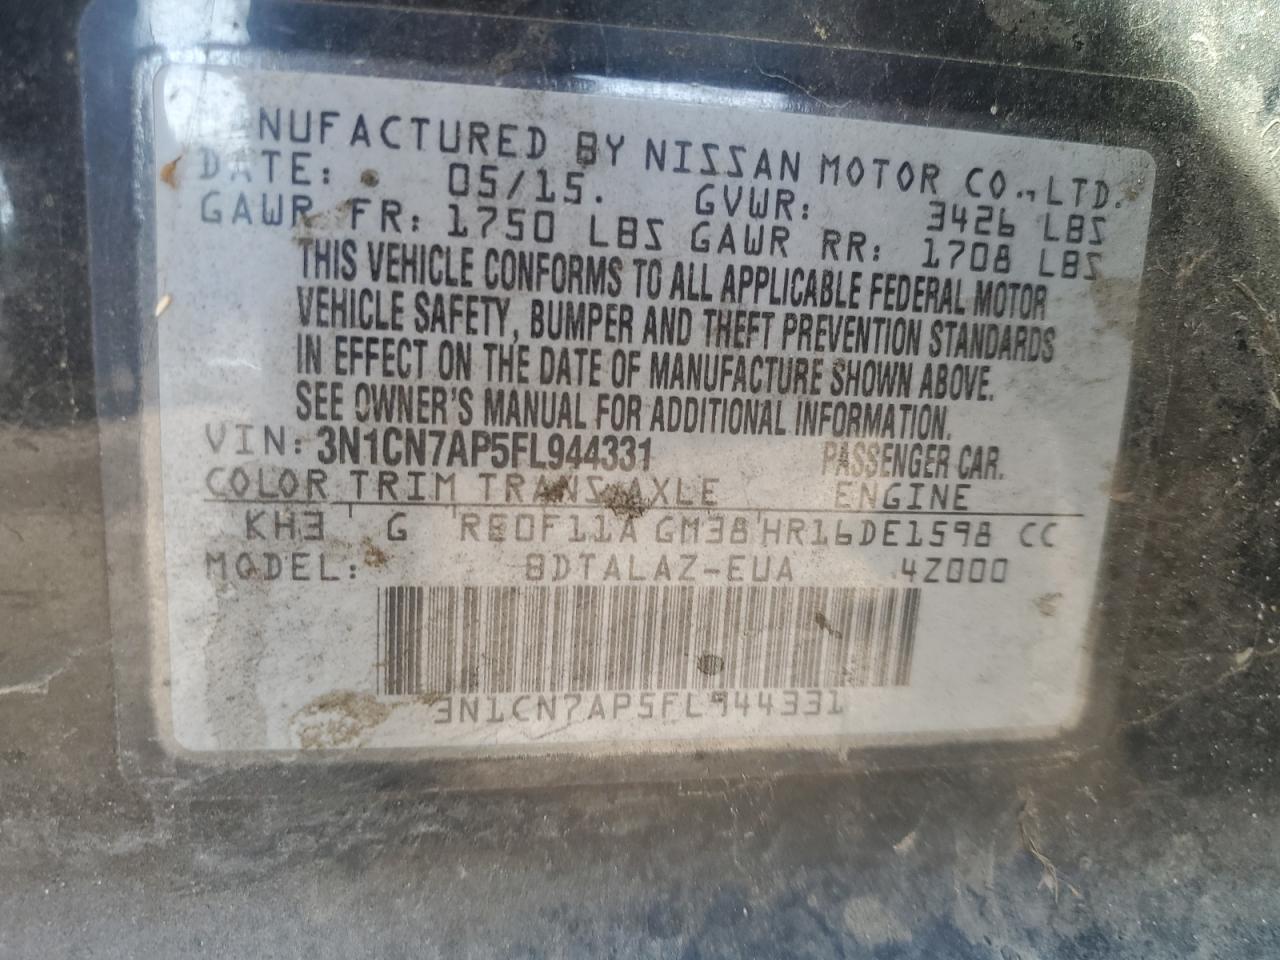 NUFACTURED BY NISSAN MOTOR CO., LTD.
DATE: 05/15. GVWR: 3426 LBS
GAWR FR: 1750 LBS GAWR RR: 1708 LBS
THIS VEHICLE CONFORMS TO ALL APPLICABLE FEDERAL MOTOR
VEHICLE SAFETY, BUMPER AND THEFT PREVENTION STANDARDS
IN EFFECT ON THE DATE OF MANUFACTURE SHOWN ABOVE.
SEE OWNER'S MANUAL FOR ADDITIONAL INFORMATION.
VIN: 3N1CN7AP5FL944331 PASSENGER CAR.
COLOR TRIM TRANS AXLE ENGINE
KH3 G RE0F11A GM38 HR16DE1598 CC
MODEL: BDTALAZ-EUA 4Z000
3N1CN7AP5FL944331